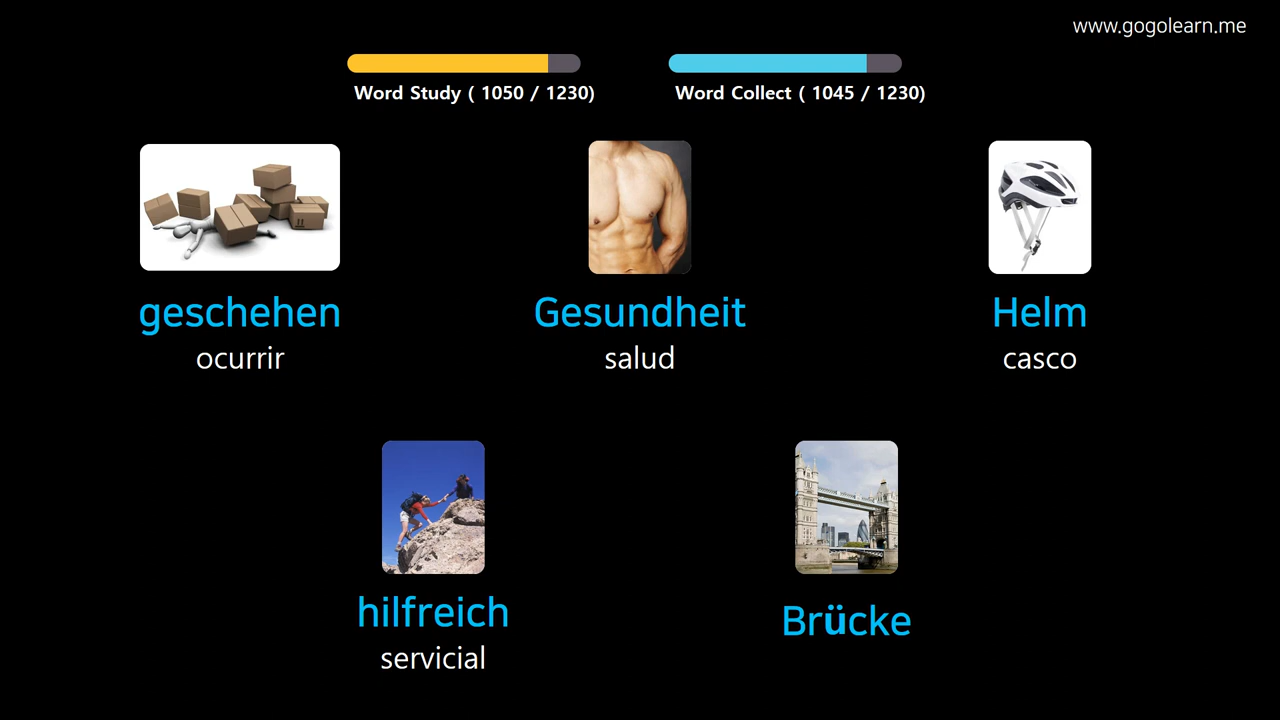 www.gogolearn.me
Word Study ( 1050 / 1230)
Word Collect ( 1045 / 1230)
geschehen
ocurrir
Gesundheit
salud
Helm
casco
hilfreich
servicial
Brücke